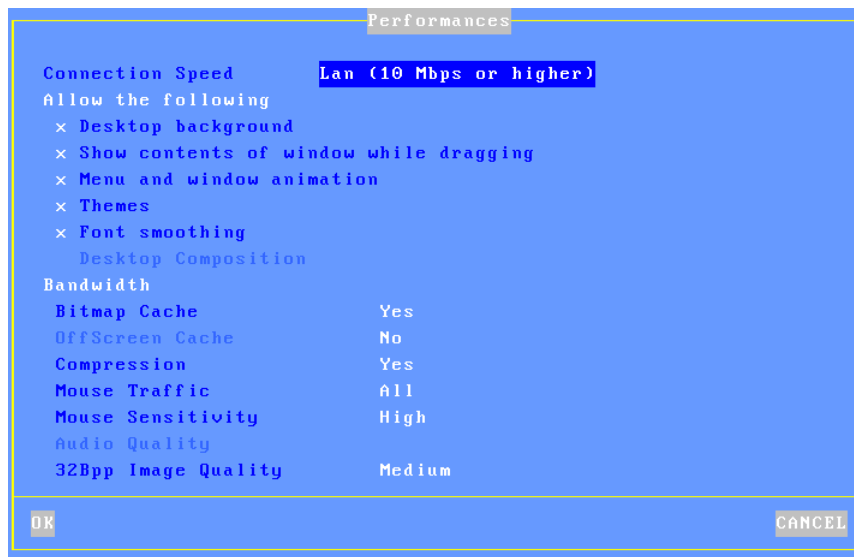 Performances
Connection Speed Lan (10 Mbps or higher)
Allow the following
x Desktop background
x Show contents of window while dragging
x Menu and window animation
x Themes
x Font smoothing
Desktop Composition
Bandwidth
Bitmap Cache Yes
OffScreen Cache No
Compression Yes
Mouse Traffic All
Mouse Sensitivity High
Audio Quality
32Bpp Image Quality Medium
OK CANCEL